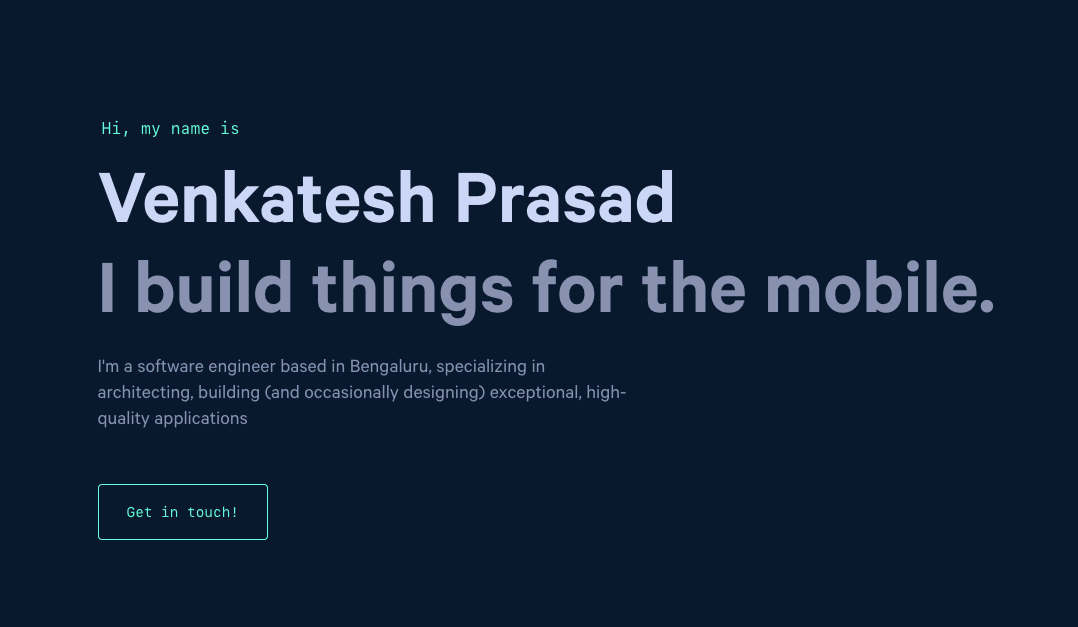 Hi, my name is
Venkatesh Prasad
I build things for the mobile.
I'm a software engineer based in Bengaluru, specializing in
architecting, building (and occasionally designing) exceptional, high-
quality applications
Get in touch!